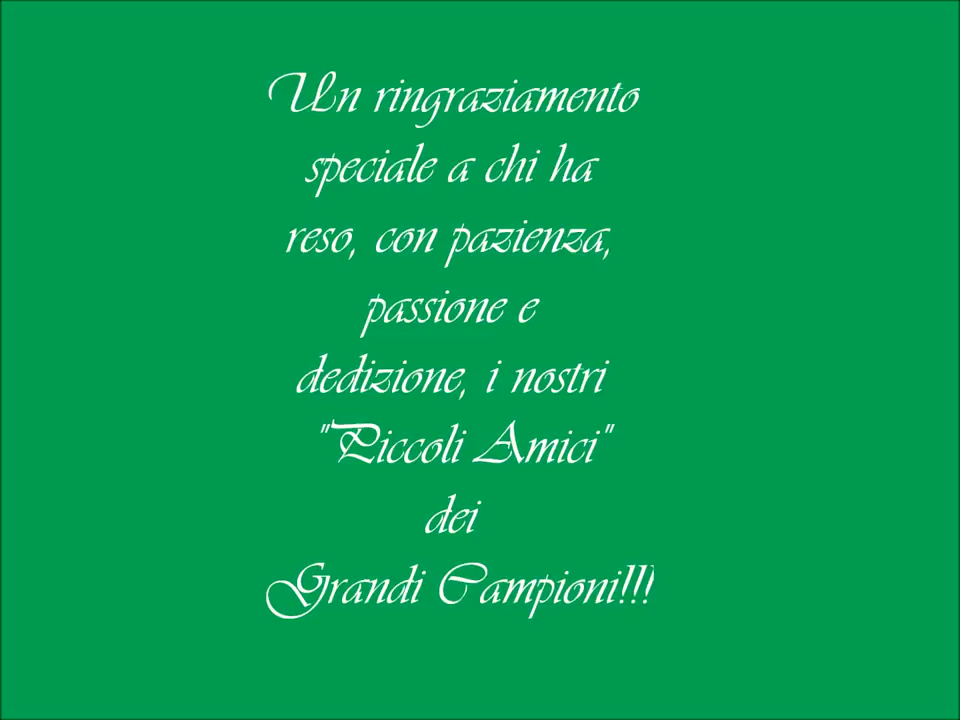 Un ringraziamento
speciale a chi ha
reso, con pazienza,
passione e
dedizione, i nostri
"Piccoli Amici"
dei
Grandi Campioni!!!